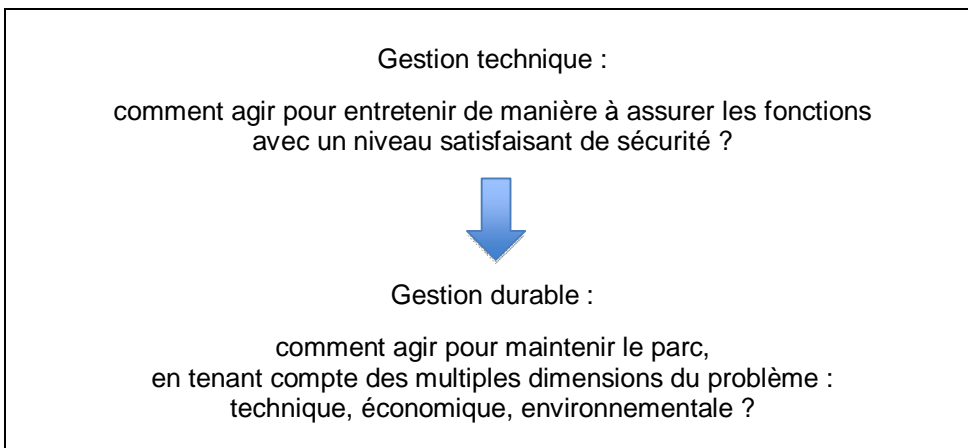 Gestion technique :
comment agir pour entretenir de manière à assurer les fonctions
avec un niveau satisfaisant de sécurité ?
Gestion durable :
comment agir pour maintenir le parc,
en tenant compte des multiples dimensions du problème :
technique, économique, environnementale ?